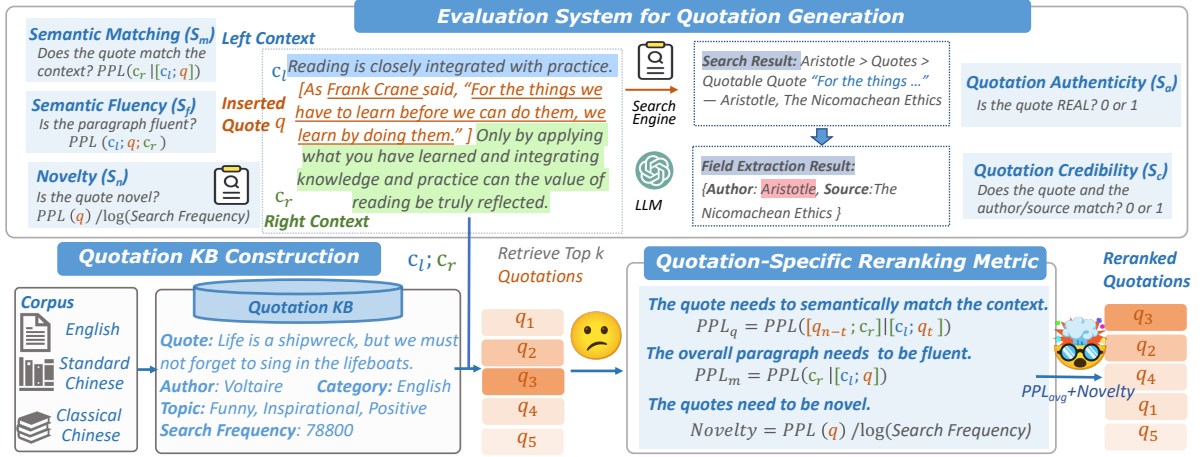 Evaluation System for Quotation Generation
Semantic Matching (Sm)
Does the quote match the
context? PPL(cr |[cl; q])
Semantic Fluency (Sf)
Is the paragraph fluent?
PPL (cl; q; cr)
Novelty (Sn)
Is the quote novel?
PPL (q) /log(Search Frequency)
Left Context
Inserted
Quote q
cl Reading is closely integrated with practice.
[As Frank Crane said, “For the things we
have to learn before we can do them, we
learn by doing them.” ] Only by applying
what you have learned and integrating
knowledge and practice can the value of
cr reading be truly reflected.
Right Context
Search
Engine
LLM
Search Result: Aristotle > Quotes >
Quotable Quote “For the things …”
— Aristotle, The Nicomachean Ethics
Field Extraction Result:
{Author: Aristotle, Source:The
Nicomachean Ethics }
Quotation Authenticity (Sa)
Is the quote REAL? 0 or 1
Quotation Credibility (Sc)
Does the quote and the
author/source match? 0 or 1
Quotation KB Construction
Corpus
English
Standard
Chinese
Classical
Chinese
Quotation KB
Quote: Life is a shipwreck, but we must
not forget to sing in the lifeboats.
Author: Voltaire Category: English
Topic: Funny, Inspirational, Positive
Search Frequency: 78800
cl; cr
Retrieve Top k
Quotations
q1
q2
q3
q4
q5
Quotation-Specific Reranking Metric
The quote needs to semantically match the context.
PPLq = PPL([qn−t ; cr]|[cl; qt])
The overall paragraph needs to be fluent.
PPLm = PPL(cr |[cl; q])
The quotes need to be novel.
Novelty = PPL (q) /log(Search Frequency)
PPLavg+Novelty
Reranked
Quotations
q3
q2
q4
q1
q5